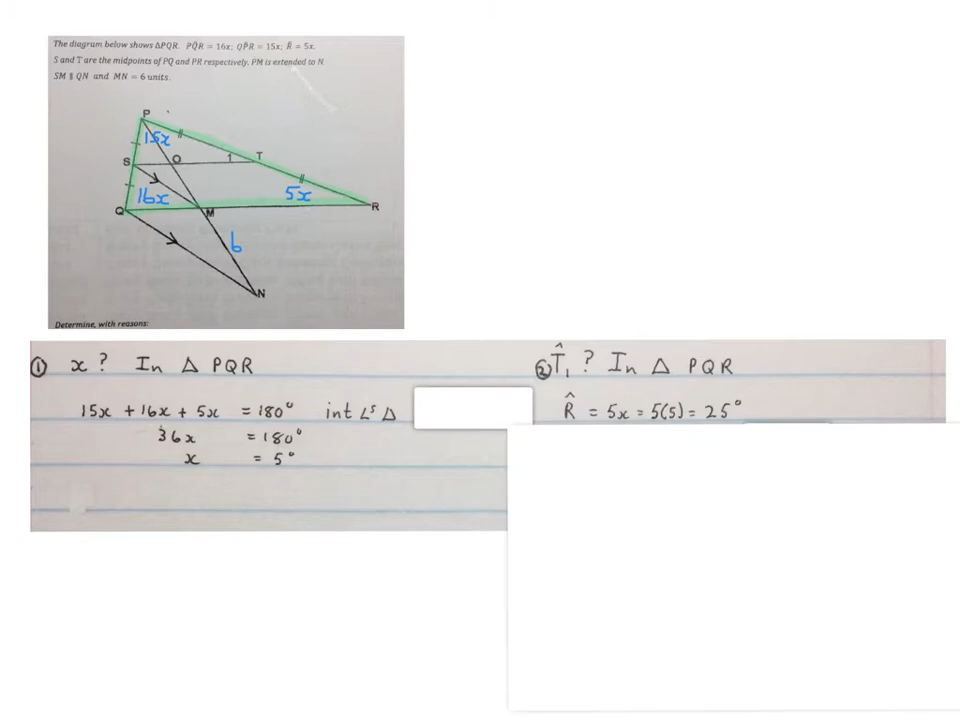 The diagram below shows ΔPQR. PQ̂R = 16x; QP̂R = 15x; R̂ = 5x.
S and T are the midpoints of PQ and PR respectively. PM is extended to N
SM ∥ QN and MN = 6 units.
P
15x
S
O
1
T
16x
5x
Q
M
R
6
N
Determine, with reasons:
① x? In Δ PQR
15x + 16x + 5x = 180° int ∠s Δ
36x = 180°
x = 5°
② T̂₁? In Δ PQR
R̂ = 5x = 5(5) = 25°